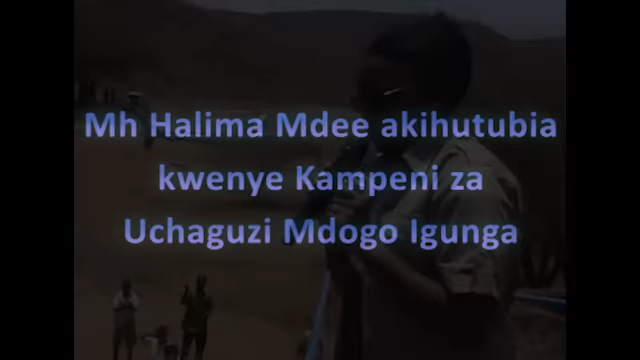 Mh Halima Mdee akihutubia
kwenye Kampeni za
Uchaguzi Mdogo Igunga